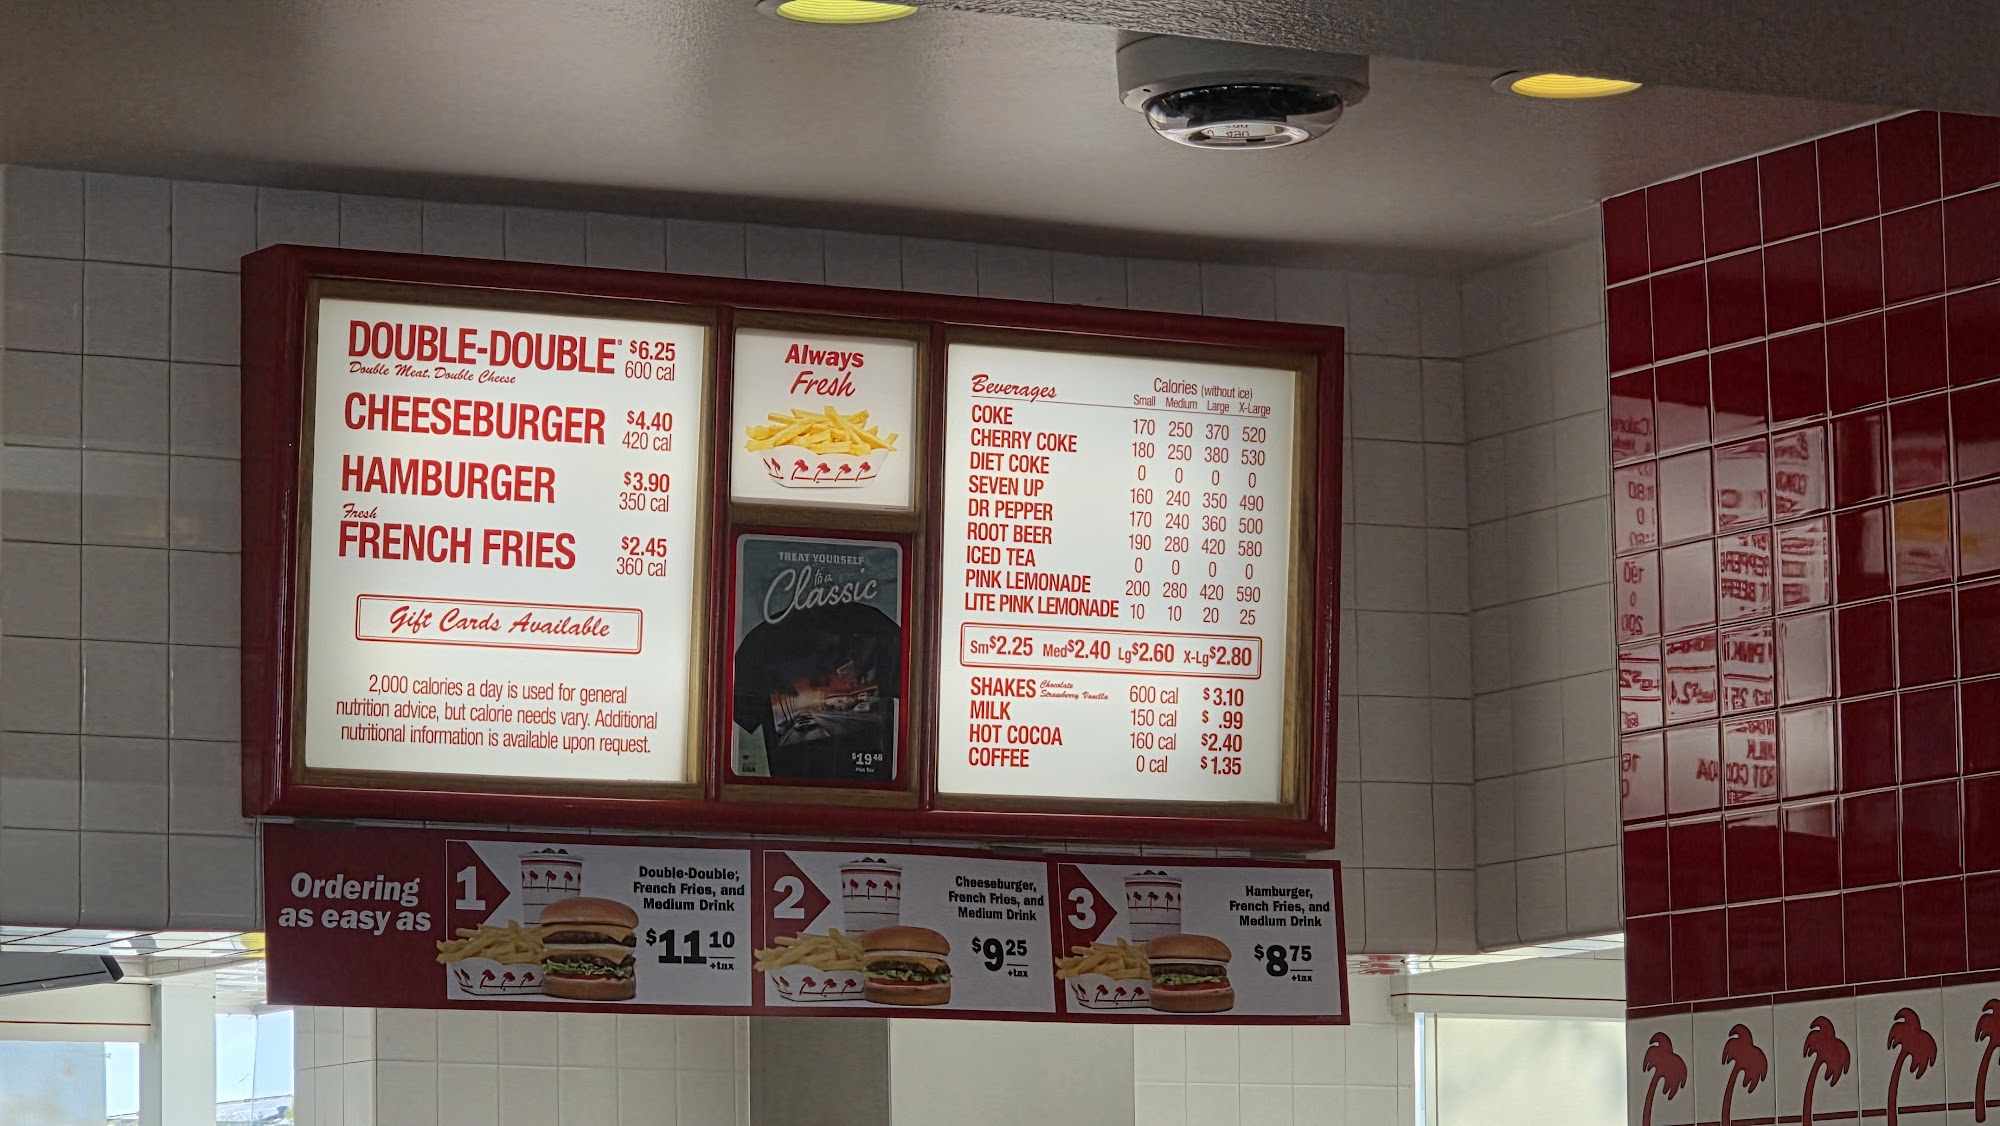 DOUBLE-DOUBLE® $6.25
Double Meat. Double Cheese 600 cal
CHEESEBURGER $4.40
420 cal
HAMBURGER $3.90
350 cal
Fresh
FRENCH FRIES $2.45
360 cal
Gift Cards Available
2,000 calories a day is used for general
nutrition advice, but calorie needs vary. Additional
nutritional information is available upon request.
Always
Fresh
TREAT YOURSELF
to a
Classic
$19.48
Plus Tax
Beverages Calories (without ice)
Small Medium Large X-Large
COKE 170 250 370 520
CHERRY COKE 180 250 380 530
DIET COKE 0 0 0 0
SEVEN UP 160 240 350 490
DR PEPPER 170 240 360 500
ROOT BEER 190 280 420 580
ICED TEA 0 0 0 0
PINK LEMONADE 200 280 420 590
LITE PINK LEMONADE 10 10 20 25
Sm$2.25 Med$2.40 Lg$2.60 X-Lg$2.80
SHAKES Chocolate Strawberry Vanilla 600 cal $3.10
MILK 150 cal $ .99
HOT COCOA 160 cal $2.40
COFFEE 0 cal $1.35
Ordering
as easy as
1
Double-Double,
French Fries, and
Medium Drink
$11 10
+tax
2
Cheeseburger,
French Fries, and
Medium Drink
$9 25
+tax
3
Hamburger,
French Fries, and
Medium Drink
$8 75
+tax